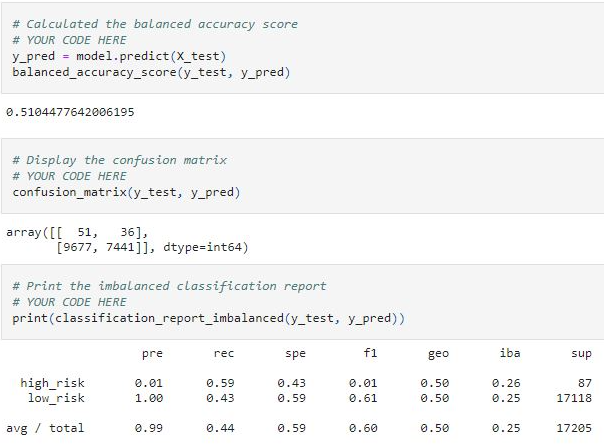 # Calculated the balanced accuracy score
# YOUR CODE HERE
y_pred = model.predict(X_test)
balanced_accuracy_score(y_test, y_pred)
0.5104477642006195
# Display the confusion matrix
# YOUR CODE HERE
confusion_matrix(y_test, y_pred)
array([[  51,   36],
       [9677, 7441]], dtype=int64)
# Print the imbalanced classification report
# YOUR CODE HERE
print(classification_report_imbalanced(y_test, y_pred))
pre rec spe f1 geo iba sup
high_risk 0.01 0.59 0.43 0.01 0.50 0.26 87
low_risk 1.00 0.43 0.59 0.61 0.50 0.25 17118
avg / total 0.99 0.44 0.59 0.60 0.50 0.25 17205